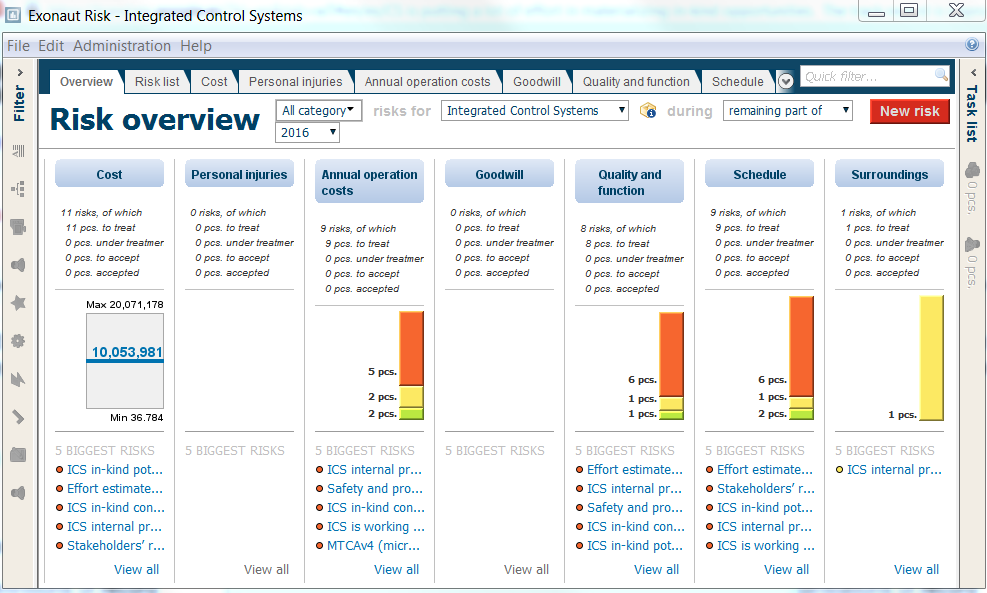 Exonaut Risk - Integrated Control Systems
File Edit Administration Help
Filter
Overview
Risk list
Cost
Personal injuries
Annual operation costs
Goodwill
Quality and function
Schedule
Quick filter...
Task list
Risk overview
All category
risks for
Integrated Control Systems
during
remaining part of
New risk
2016
0 pcs.
0 pcs.
Cost
11 risks, of which
11 pcs. to treat
0 pcs. under treatmer
0 pcs. to accept
0 pcs. accepted
Max 20,071,178
10,053,981
Min 36.784
5 BIGGEST RISKS
ICS in-kind pot...
Effort estimate...
ICS in-kind con...
ICS internal pr...
Stakeholders' r...
View all
Personal injuries
0 risks, of which
0 pcs. to treat
0 pcs. under treatmer
0 pcs. to accept
0 pcs. accepted
5 BIGGEST RISKS
View all
Annual operation
costs
9 risks, of which
9 pcs. to treat
0 pcs. under treatmer
0 pcs. to accept
0 pcs. accepted
5 pcs.
2 pcs.
2 pcs.
5 BIGGEST RISKS
ICS internal pr...
Safety and pro...
ICS in-kind con...
ICS is working ...
MTCAv4 (micr...
View all
Goodwill
0 risks, of which
0 pcs. to treat
0 pcs. under treatmer
0 pcs. to accept
0 pcs. accepted
5 BIGGEST RISKS
View all
Quality and
function
8 risks, of which
8 pcs. to treat
0 pcs. under treatmer
0 pcs. to accept
0 pcs. accepted
6 pcs.
1 pcs.
1 pcs.
5 BIGGEST RISKS
Effort estimate...
ICS internal pr...
Safety and pro...
ICS in-kind con...
ICS in-kind pot...
View all
Schedule
9 risks, of which
9 pcs. to treat
0 pcs. under treatmer
0 pcs. to accept
0 pcs. accepted
6 pcs.
1 pcs.
2 pcs.
5 BIGGEST RISKS
Effort estimate...
Stakeholders' r...
ICS in-kind pot...
ICS internal pr...
ICS is working ...
View all
Surroundings
1 risks, of which
1 pcs. to treat
0 pcs. under treatmer
0 pcs. to accept
0 pcs. accepted
1 pcs.
5 BIGGEST RISKS
ICS internal pr...
View all